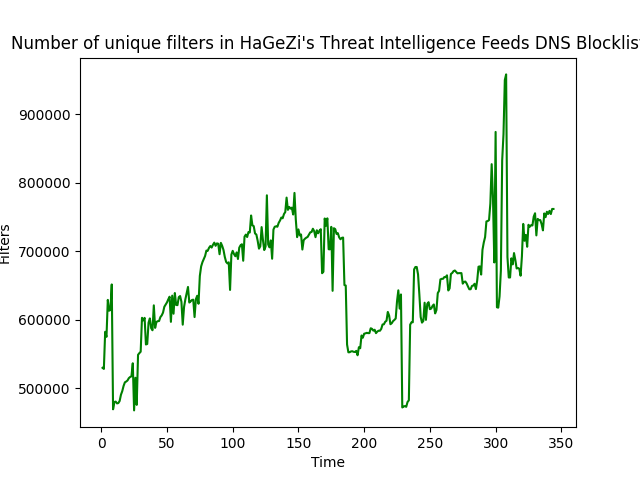 Number of unique filters in HaGeZi's Threat Intelligence Feeds DNS Blocklist
900000
800000
700000
600000
500000
Filters
0 50 100 150 200 250 300 350
Time